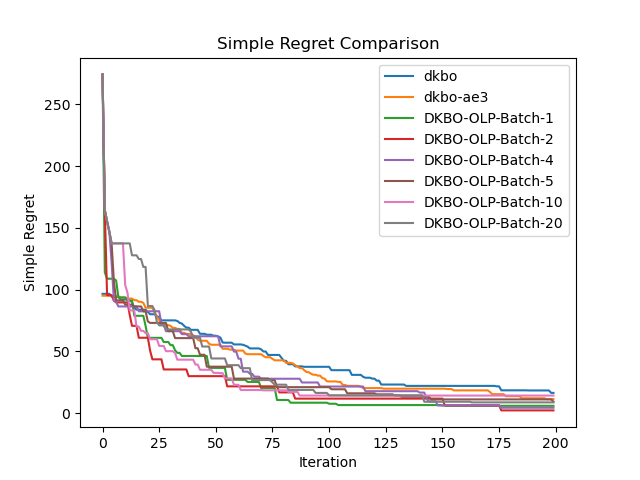 Simple Regret Comparison
dkbo
dkbo-ae3
DKBO-OLP-Batch-1
DKBO-OLP-Batch-2
DKBO-OLP-Batch-4
DKBO-OLP-Batch-5
DKBO-OLP-Batch-10
DKBO-OLP-Batch-20
Simple Regret
250
200
150
100
50
0
0 25 50 75 100 125 150 175 200
Iteration